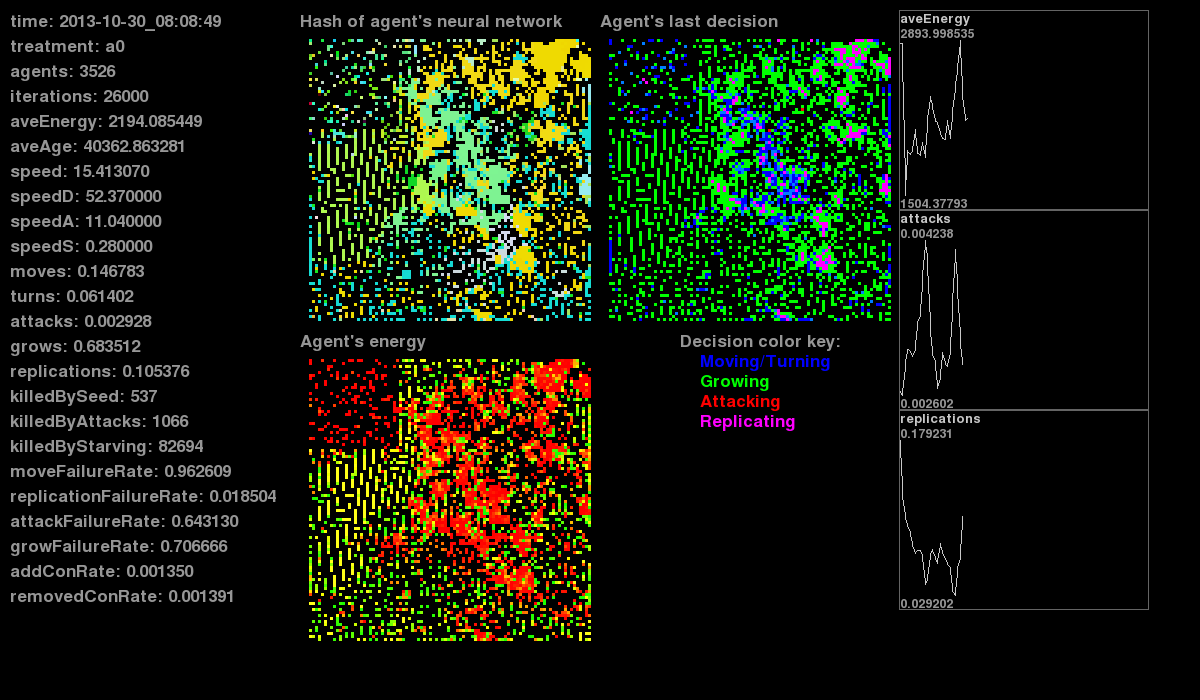 time: 2013-10-30_08:08:49
treatment: a0
agents: 3526
iterations: 26000
aveEnergy: 2194.085449
aveAge: 40362.863281
speed: 15.413070
speedD: 52.370000
speedA: 11.040000
speedS: 0.280000
moves: 0.146783
turns: 0.061402
attacks: 0.002928
grows: 0.683512
replications: 0.105376
killedBySeed: 537
killedByAttacks: 1066
killedByStarving: 82694
moveFailureRate: 0.962609
replicationFailureRate: 0.018504
attackFailureRate: 0.643130
growFailureRate: 0.706666
addConRate: 0.001350
removedConRate: 0.001391
Hash of agent's neural network
Agent's last decision
Agent's energy
Decision color key:
Moving/Turning
Growing
Attacking
Replicating
aveEnergy
2893.998535
1504.37793
attacks
0.004238
0.002602
replications
0.179231
0.029202